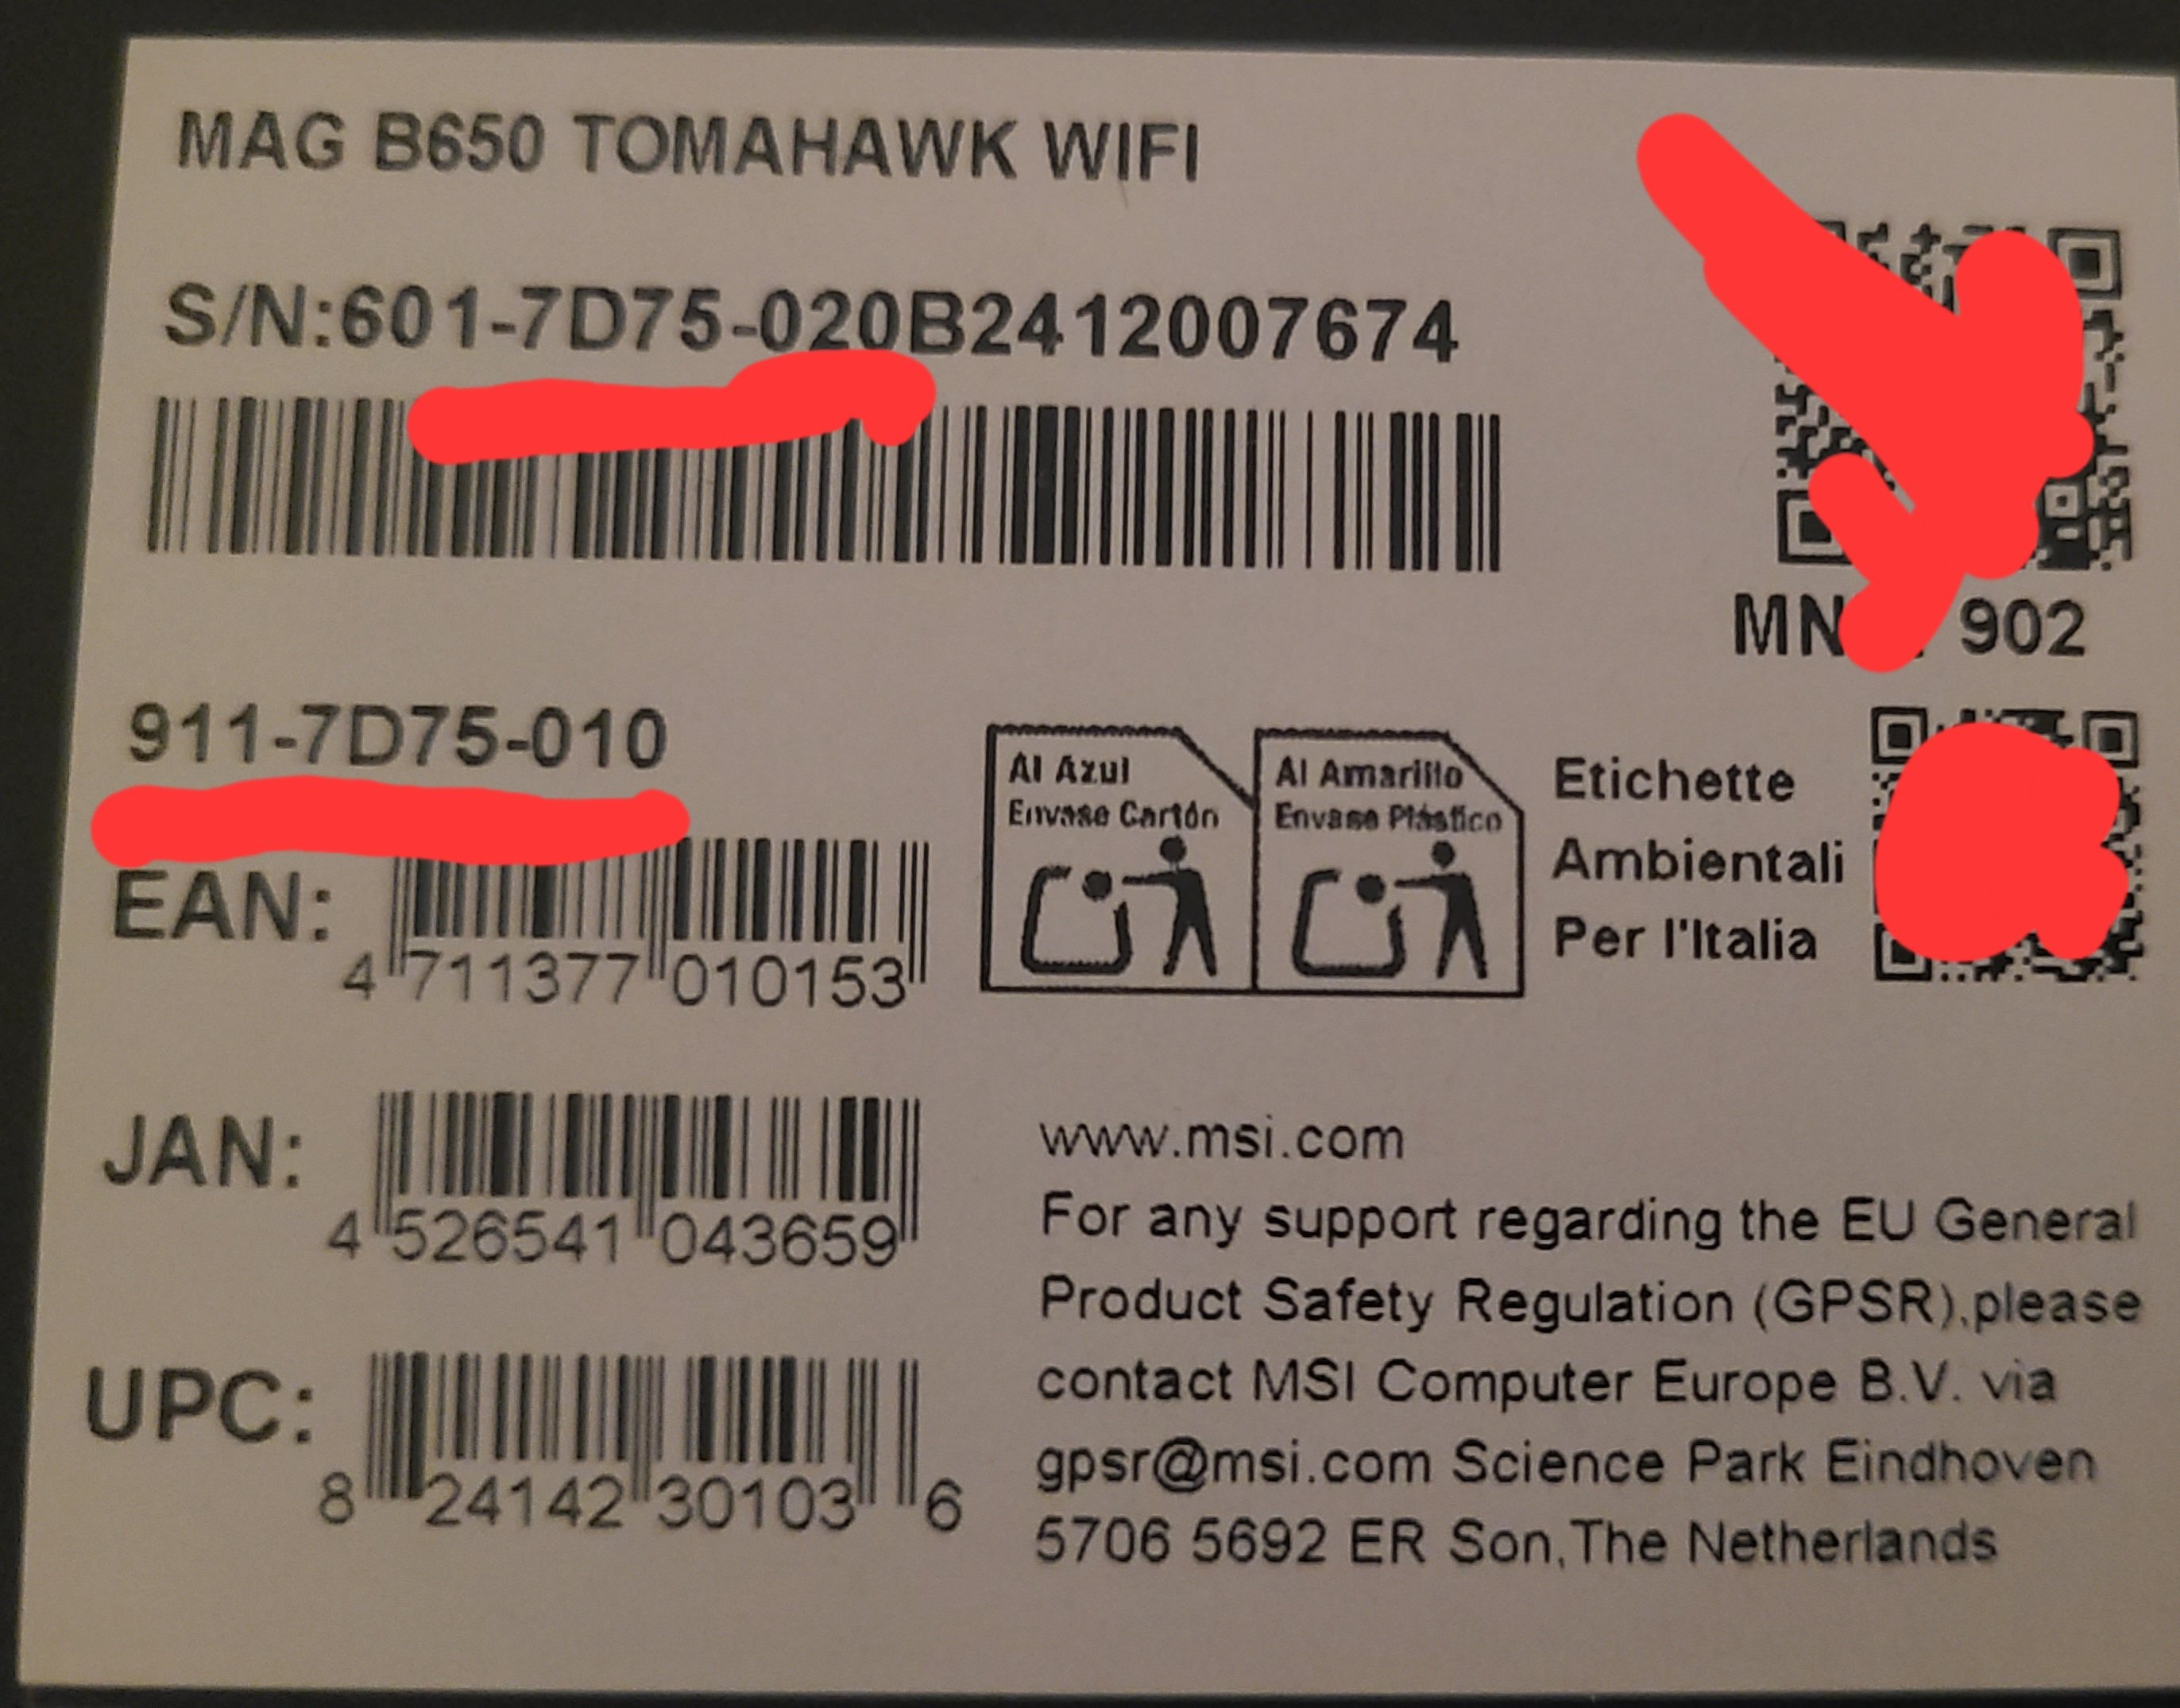 MAG B650 TOMAHAWK WIFI
S/N:601-7D75-020B2412007674
MN 902
911-7D75-010
EAN:
4 711377 010153
Al Azul
Envase Cartón
Al Amarillo
Envase Plástico
Etichette
Ambientali
Per l'Italia
JAN:
4 526541 043659
UPC:
8 24142 30103 6
www.msi.com
For any support regarding the EU General
Product Safety Regulation (GPSR),please
contact MSI Computer Europe B.V. via
gpsr@msi.com Science Park Eindhoven
5706 5692 ER Son,The Netherlands